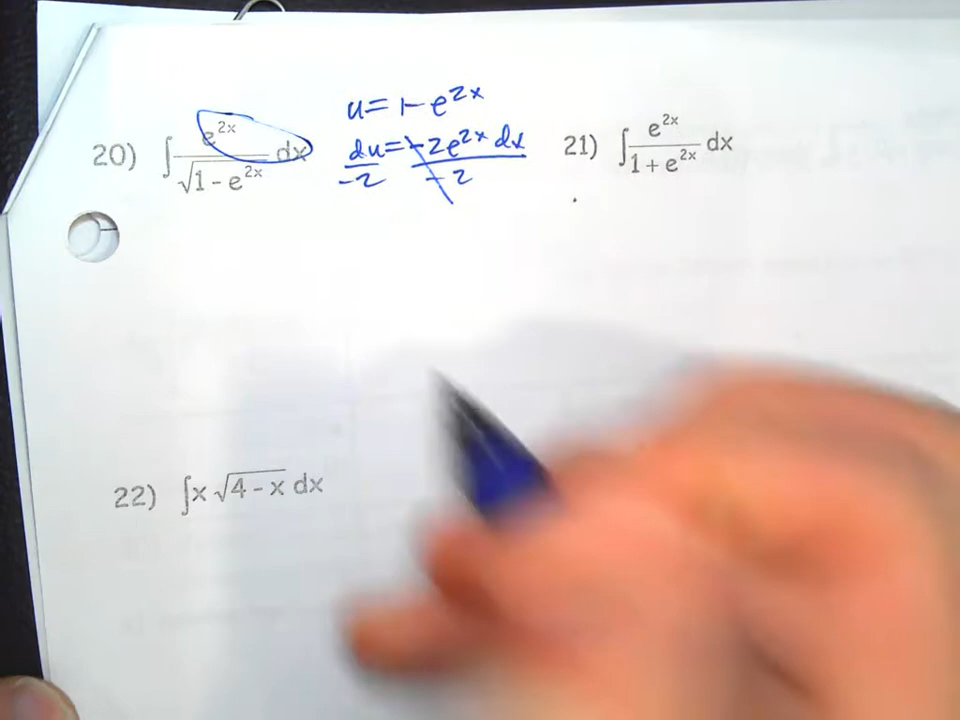 20) ∫ e^2x / √1 - e^2x dx
u = 1 - e^2x
du = -2e^2x dx
-2 -2
21) ∫ e^2x / 1 + e^2x dx
22) ∫x √4 - x dx